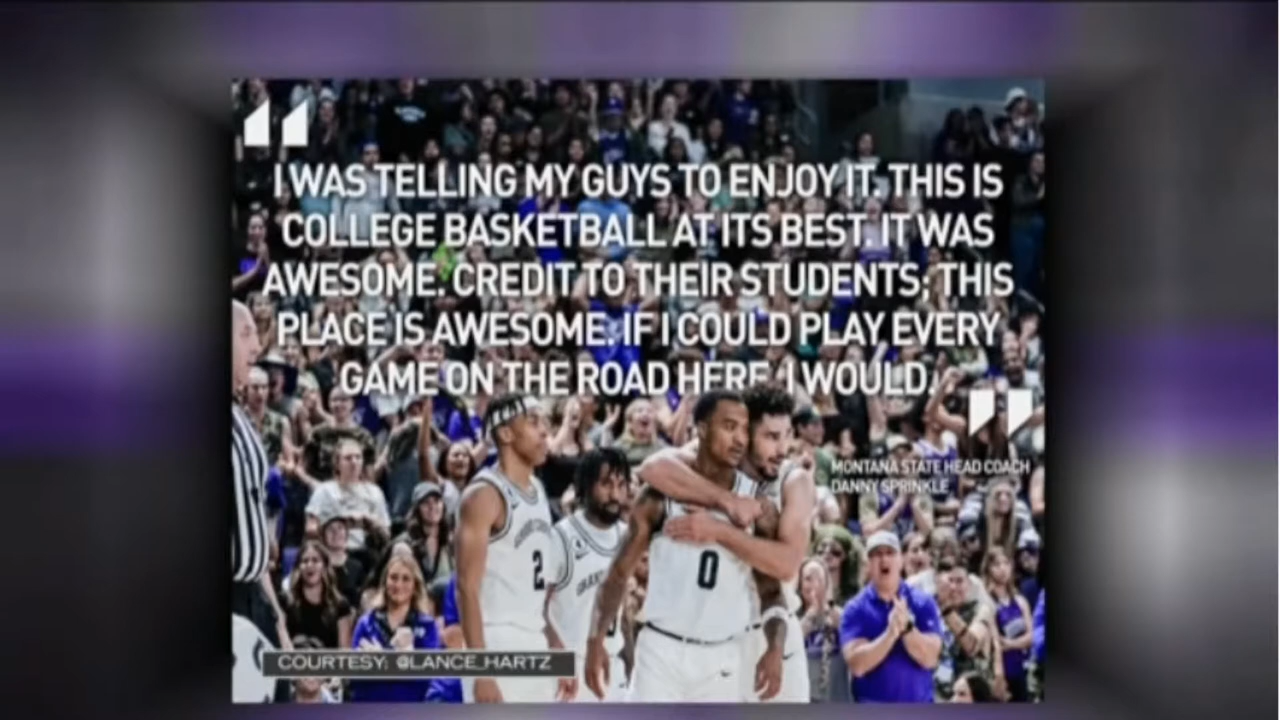 “
I WAS TELLING MY GUYS TO ENJOY IT. THIS IS
COLLEGE BASKETBALL AT ITS BEST. IT WAS
AWESOME. CREDIT TO THEIR STUDENTS; THIS
PLACE IS AWESOME. IF I COULD PLAY EVERY
GAME ON THE ROAD HERE, I WOULD.
”
MONTANA STATE HEAD COACH
DANNY SPRINKLE
2
0
COURTESY: @LANCE_HARTZ